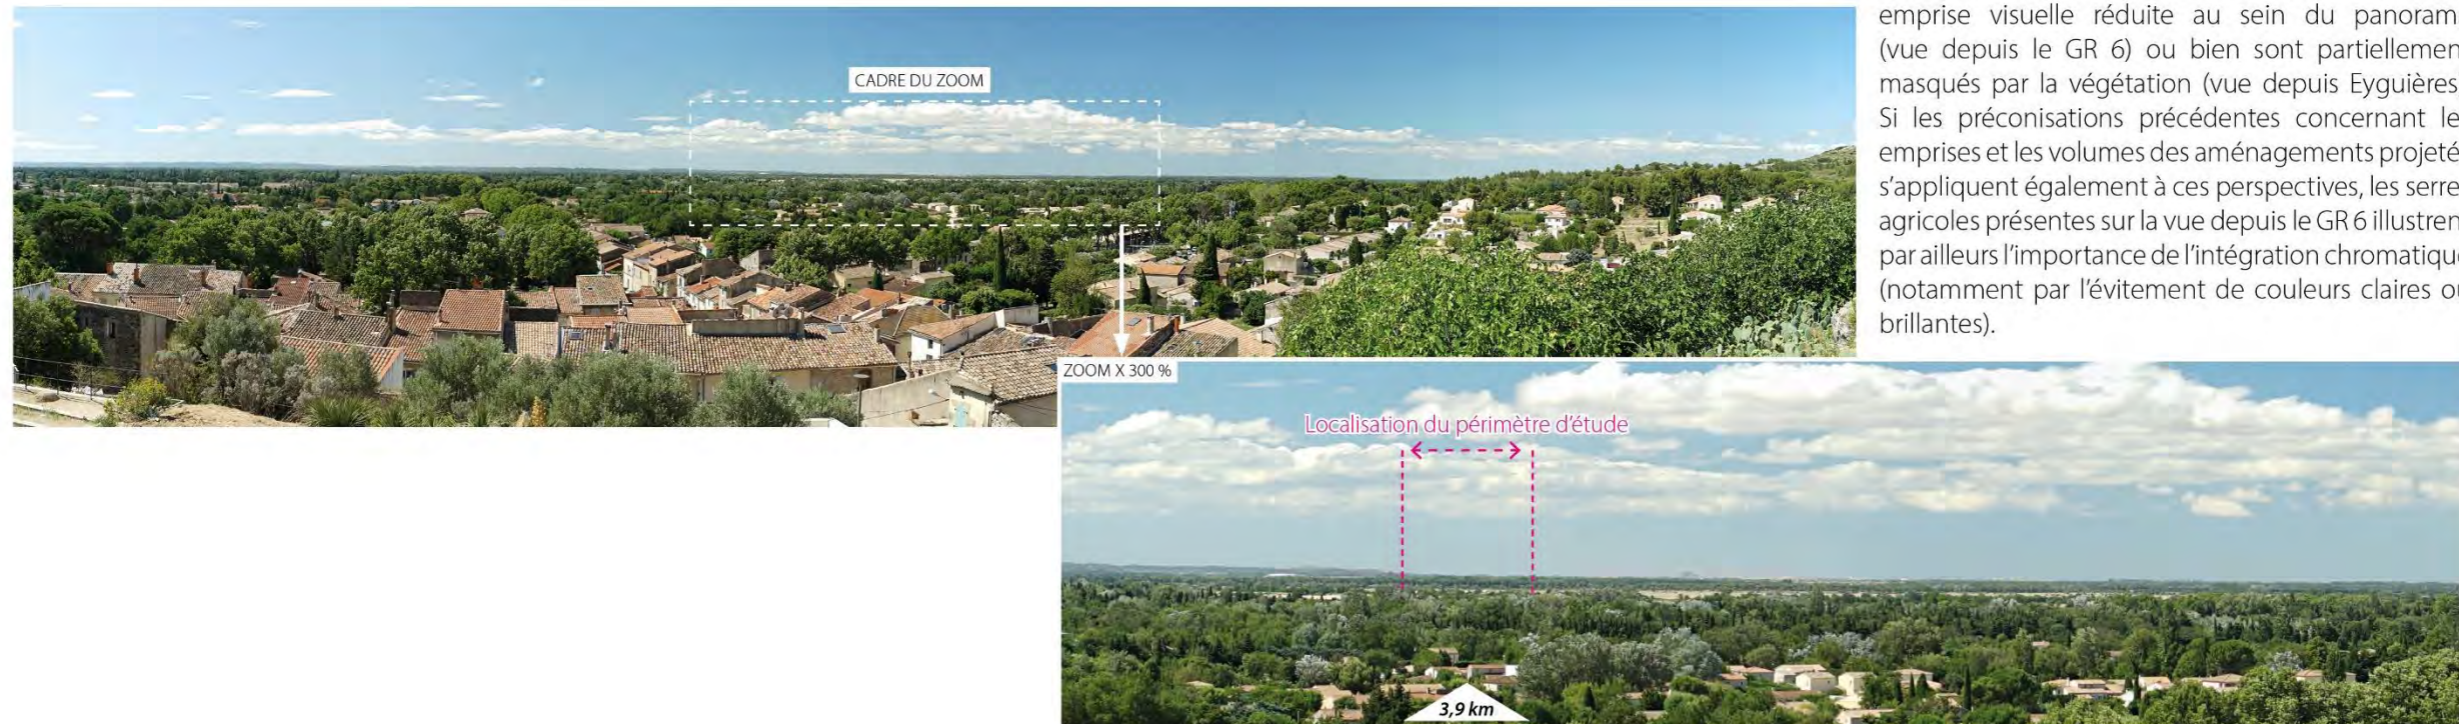 CADRE DU ZOOM
emprise visuelle réduite au sein du panoram
(vue depuis le GR 6) ou bien sont partiellemen
masqués par la végétation (vue depuis Eyguières
Si les préconisations précédentes concernant le
emprises et les volumes des aménagements projeté
s’appliquent également à ces perspectives, les serre
agricoles présentes sur la vue depuis le GR 6 illustren
par ailleurs l’importance de l’intégration chromatique
(notamment par l’évitement de couleurs claires ou
brillantes).
ZOOM X 300 %
Localisation du périmètre d’étude
3,9 km